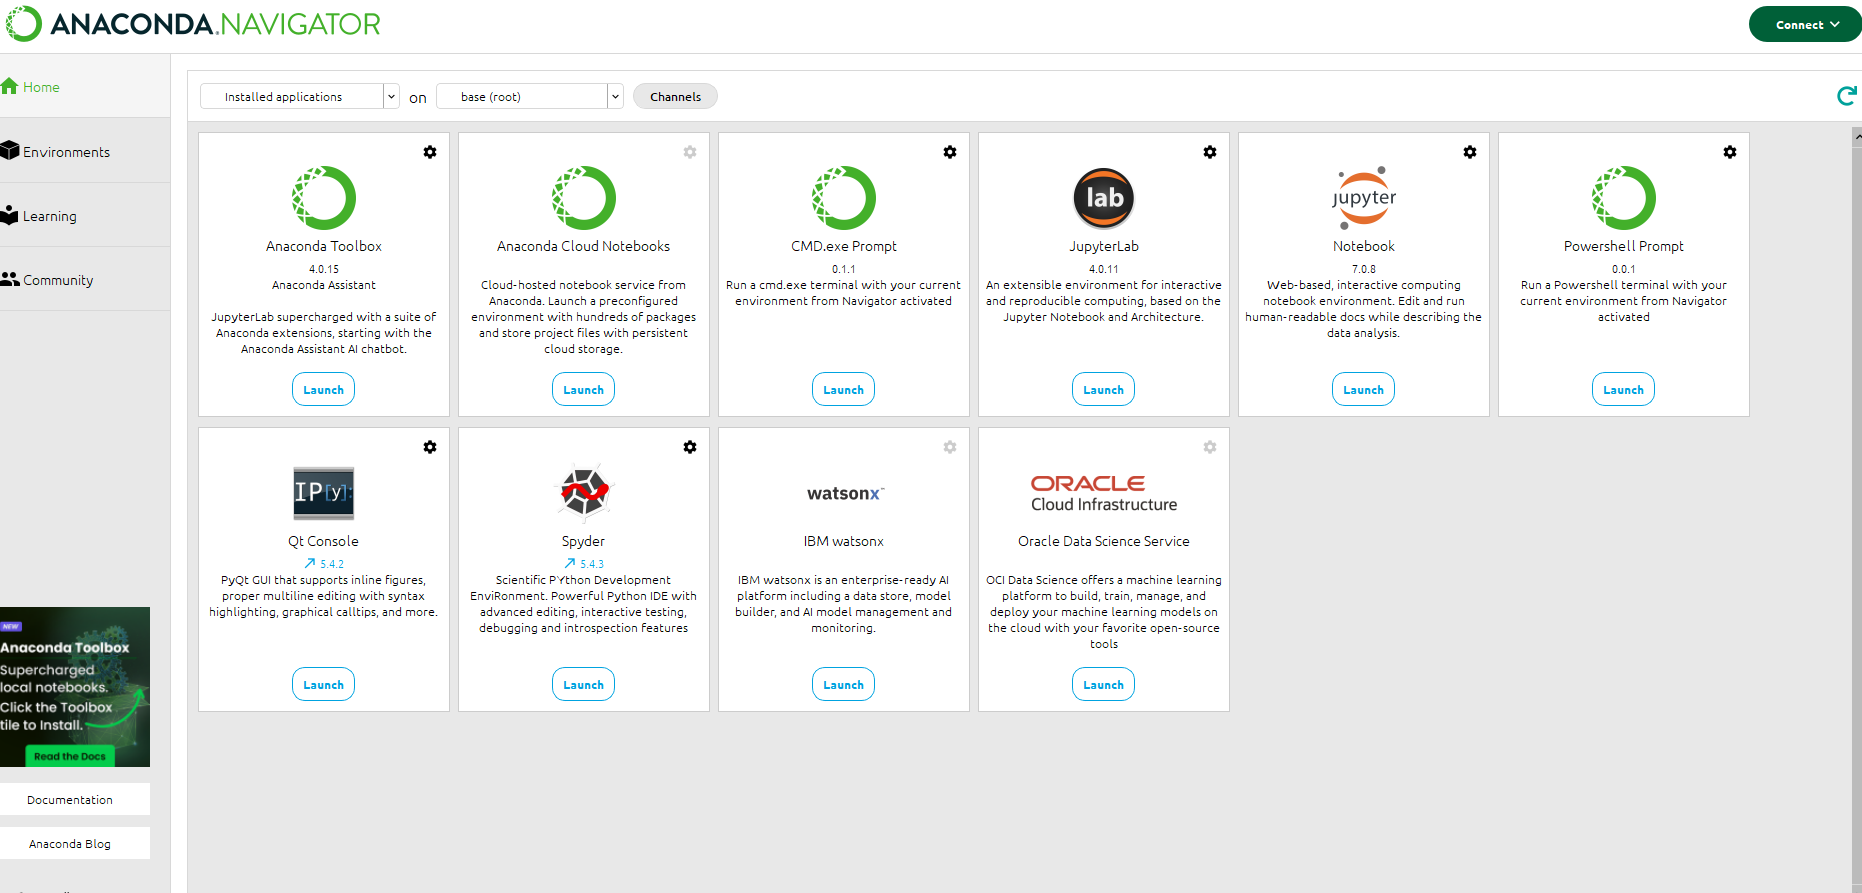 ANACONDA.NAVIGATOR
Connect
Home
Environments
Learning
Community
Installed applications
on
base (root)
Channels
Anaconda Toolbox
4.0.15
Anaconda Assistant
JupyterLab supercharged with a suite of
Anaconda extensions, starting with the
Anaconda Assistant AI chatbot.
Launch
Anaconda Cloud Notebooks
Cloud-hosted notebook service from
Anaconda. Launch a preconfigured
environment with hundreds of packages
and store project files with persistent
cloud storage.
Launch
CMD.exe Prompt
0.1.1
Run a cmd.exe terminal with your current
environment from Navigator activated
Launch
lab
JupyterLab
4.0.11
An extensible environment for interactive
and reproducible computing, based on the
Jupyter Notebook and Architecture.
Launch
jupyter
Notebook
7.0.8
Web-based, interactive computing
notebook environment. Edit and run
human-readable docs while describing the
data analysis.
Launch
Powershell Prompt
0.0.1
Run a Powershell terminal with your
current environment from Navigator
activated
Launch
IP[y]:
Qt Console
5.4.2
PyQt GUI that supports inline figures,
proper multiline editing with syntax
highlighting, graphical calltips, and more.
Launch
Spyder
5.4.3
Scientific PYthon Development
EnviRonment. Powerful Python IDE with
advanced editing, interactive testing,
debugging and introspection features
Launch
watsonx™
IBM watsonx
IBM watsonx is an enterprise-ready AI
platform including a data store, model
builder, and AI model management and
monitoring.
Launch
ORACLE
Cloud Infrastructure
Oracle Data Science Service
OCI Data Science offers a machine learning
platform to build, train, manage, and
deploy your machine learning models on
the cloud with your favorite open-source
tools
Launch
NEW
Anaconda Toolbox
Supercharged
local notebooks.
Click the Toolbox
tile to Install.
Read the Docs
Documentation
Anaconda Blog